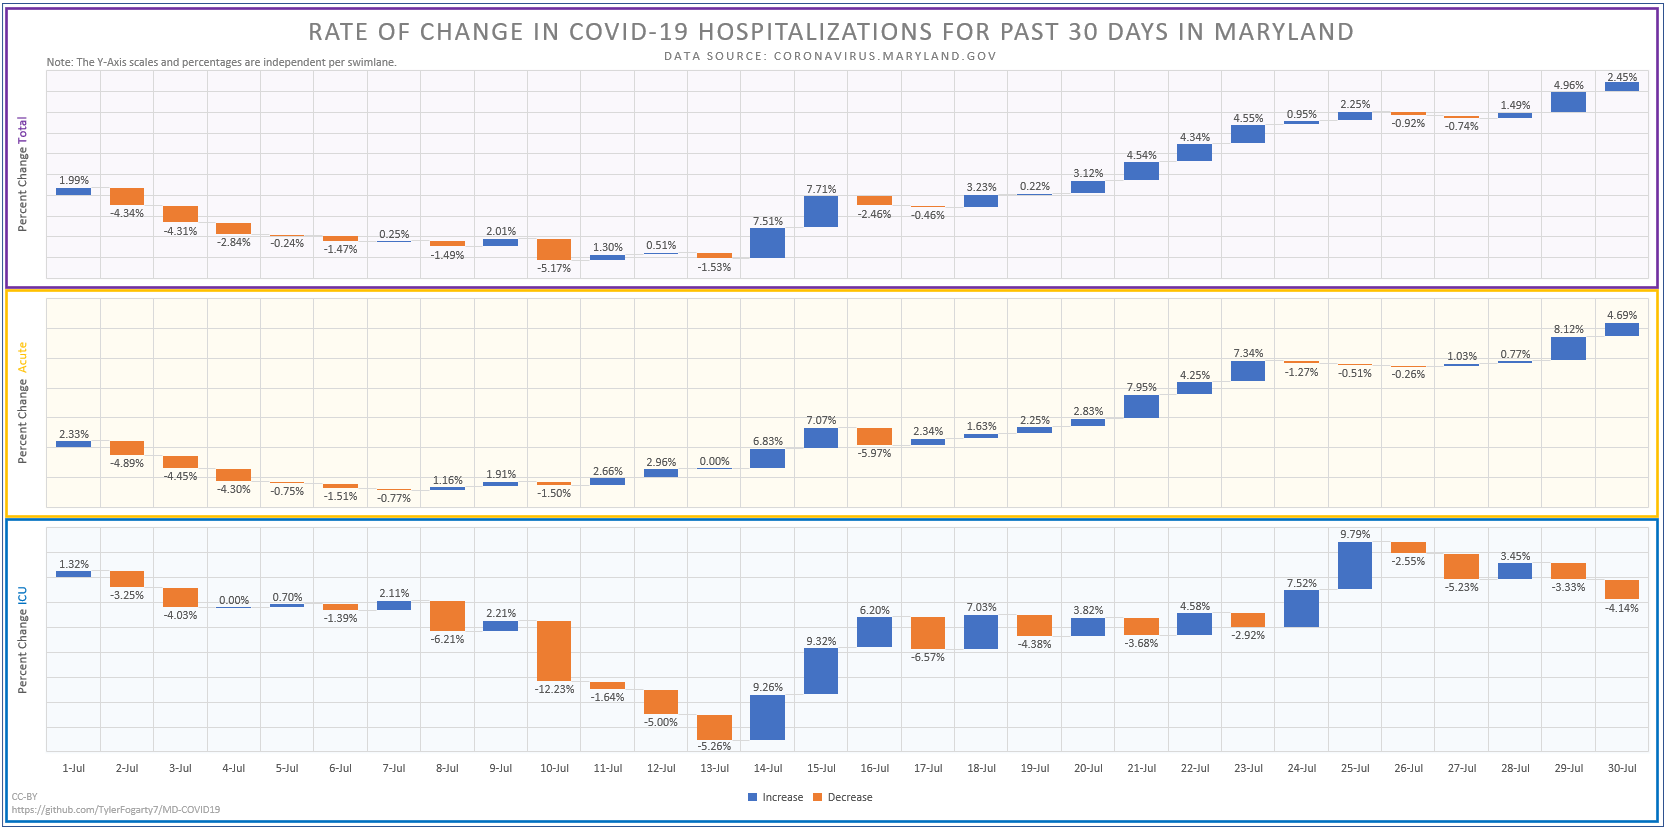 RATE OF CHANGE IN COVID-19 HOSPITALIZATIONS FOR PAST 30 DAYS IN MARYLAND
DATA SOURCE: CORONAVIRUS.MARYLAND.GOV
Note: The Y-Axis scales and percentages are independent per swimlane.
Percent Change Total
1.99% -4.34% -4.31% -2.84% -0.24% -1.47% 0.25% -1.49% 2.01% -5.17% 1.30% 0.51% -1.53% 7.51% 7.71% -2.46% -0.46% 3.23% 0.22% 3.12% 4.54% 4.34% 4.55% 0.95% 2.25% -0.92% -0.74% 1.49% 4.96% 2.45%
Percent Change Acute
2.33% -4.89% -4.45% -4.30% -0.75% -1.51% -0.77% 1.16% 1.91% -1.50% 2.66% 2.96% 0.00% 6.83% 7.07% -5.97% 2.34% 1.63% 2.25% 2.83% 7.95% 4.25% 7.34% -1.27% -0.51% -0.26% 1.03% 0.77% 8.12% 4.69%
Percent Change ICU
1.32% -3.25% -4.03% 0.00% 0.70% -1.39% 2.11% -6.21% 2.21% -12.23% -1.64% -5.00% -5.26% 9.26% 9.32% 6.20% -6.57% 7.03% -4.38% 3.82% -3.68% 4.58% -2.92% 7.52% 9.79% -2.55% -5.23% 3.45% -3.33% -4.14%
1-Jul 2-Jul 3-Jul 4-Jul 5-Jul 6-Jul 7-Jul 8-Jul 9-Jul 10-Jul 11-Jul 12-Jul 13-Jul 14-Jul 15-Jul 16-Jul 17-Jul 18-Jul 19-Jul 20-Jul 21-Jul 22-Jul 23-Jul 24-Jul 25-Jul 26-Jul 27-Jul 28-Jul 29-Jul 30-Jul
Increase Decrease
CC-BY
https://github.com/TylerFogarty7/MD-COVID19